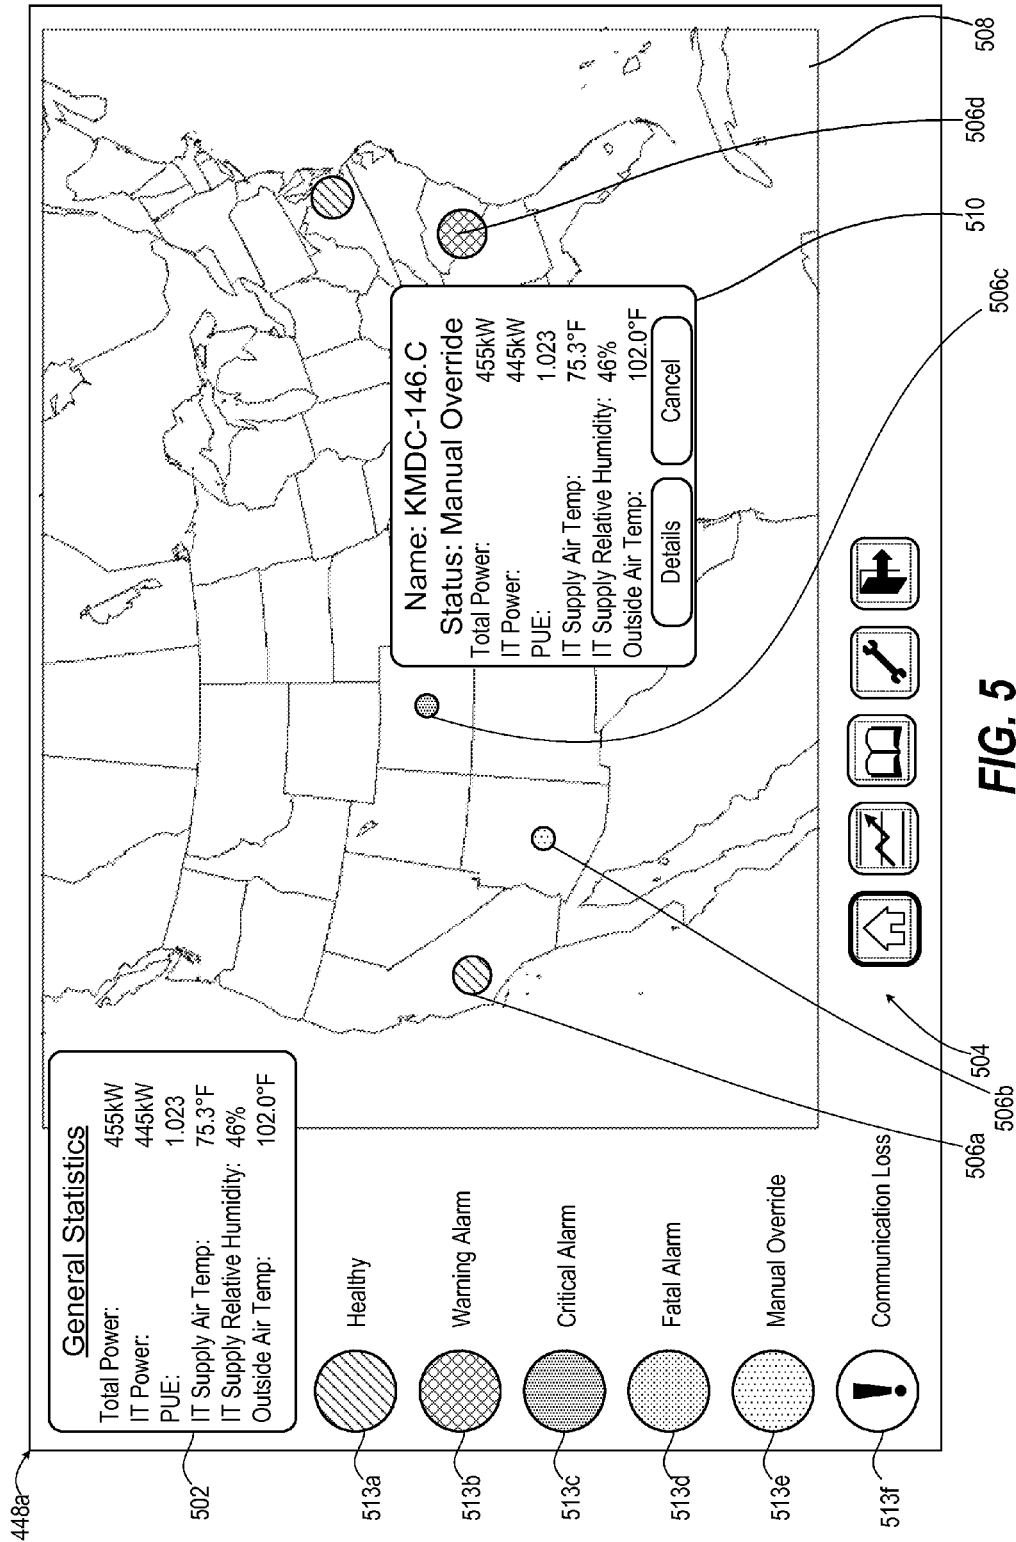 448a
General Statistics
Total Power: 455kW
IT Power: 445kW
PUE: 1.023
IT Supply Air Temp: 75.3°F
IT Supply Relative Humidity: 46%
Outside Air Temp: 102.0°F
502
513a
Healthy
513b
Warning Alarm
513c
Critical Alarm
513d
Fatal Alarm
513e
Manual Override
513f
!
Communication Loss
Name: KMDC-146.C
Status: Manual Override
Total Power: 455kW
IT Power: 445kW
PUE: 1.023
IT Supply Air Temp: 75.3°F
IT Supply Relative Humidity: 46%
Outside Air Temp: 102.0°F
Details
Cancel
506a
506b
504
506c
510
506d
508
FIG. 5